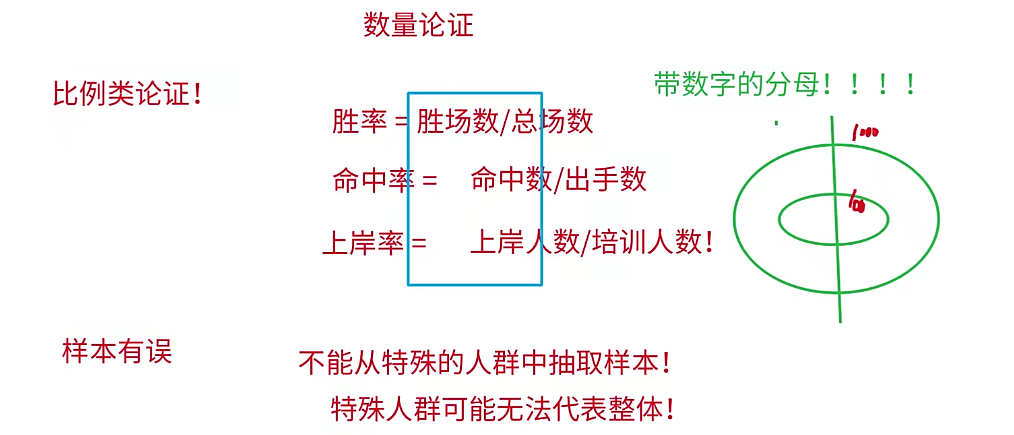 数量论证
比例类论证！
带数字的分母！！！！
胜率 = 胜场数/总场数
1000
命中率 = 命中数/出手数
100
上岸率 = 上岸人数/培训人数！
样本有误
不能从特殊的人群中抽取样本！
特殊人群可能无法代表整体！